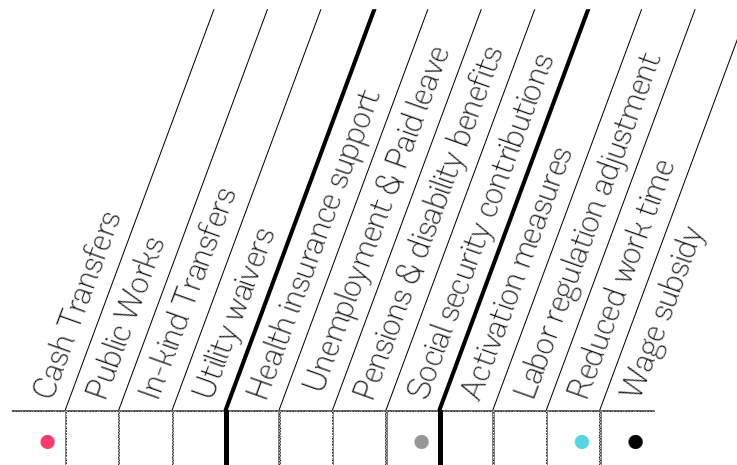 Cash Transfers
Public Works
In-kind Transfers
Utility waivers
Health insurance support
Unemployment & Paid leave
Pensions & disability benefits
Social security contributions
Activation measures
Labor regulation adjustment
Reduced work time
Wage subsidy